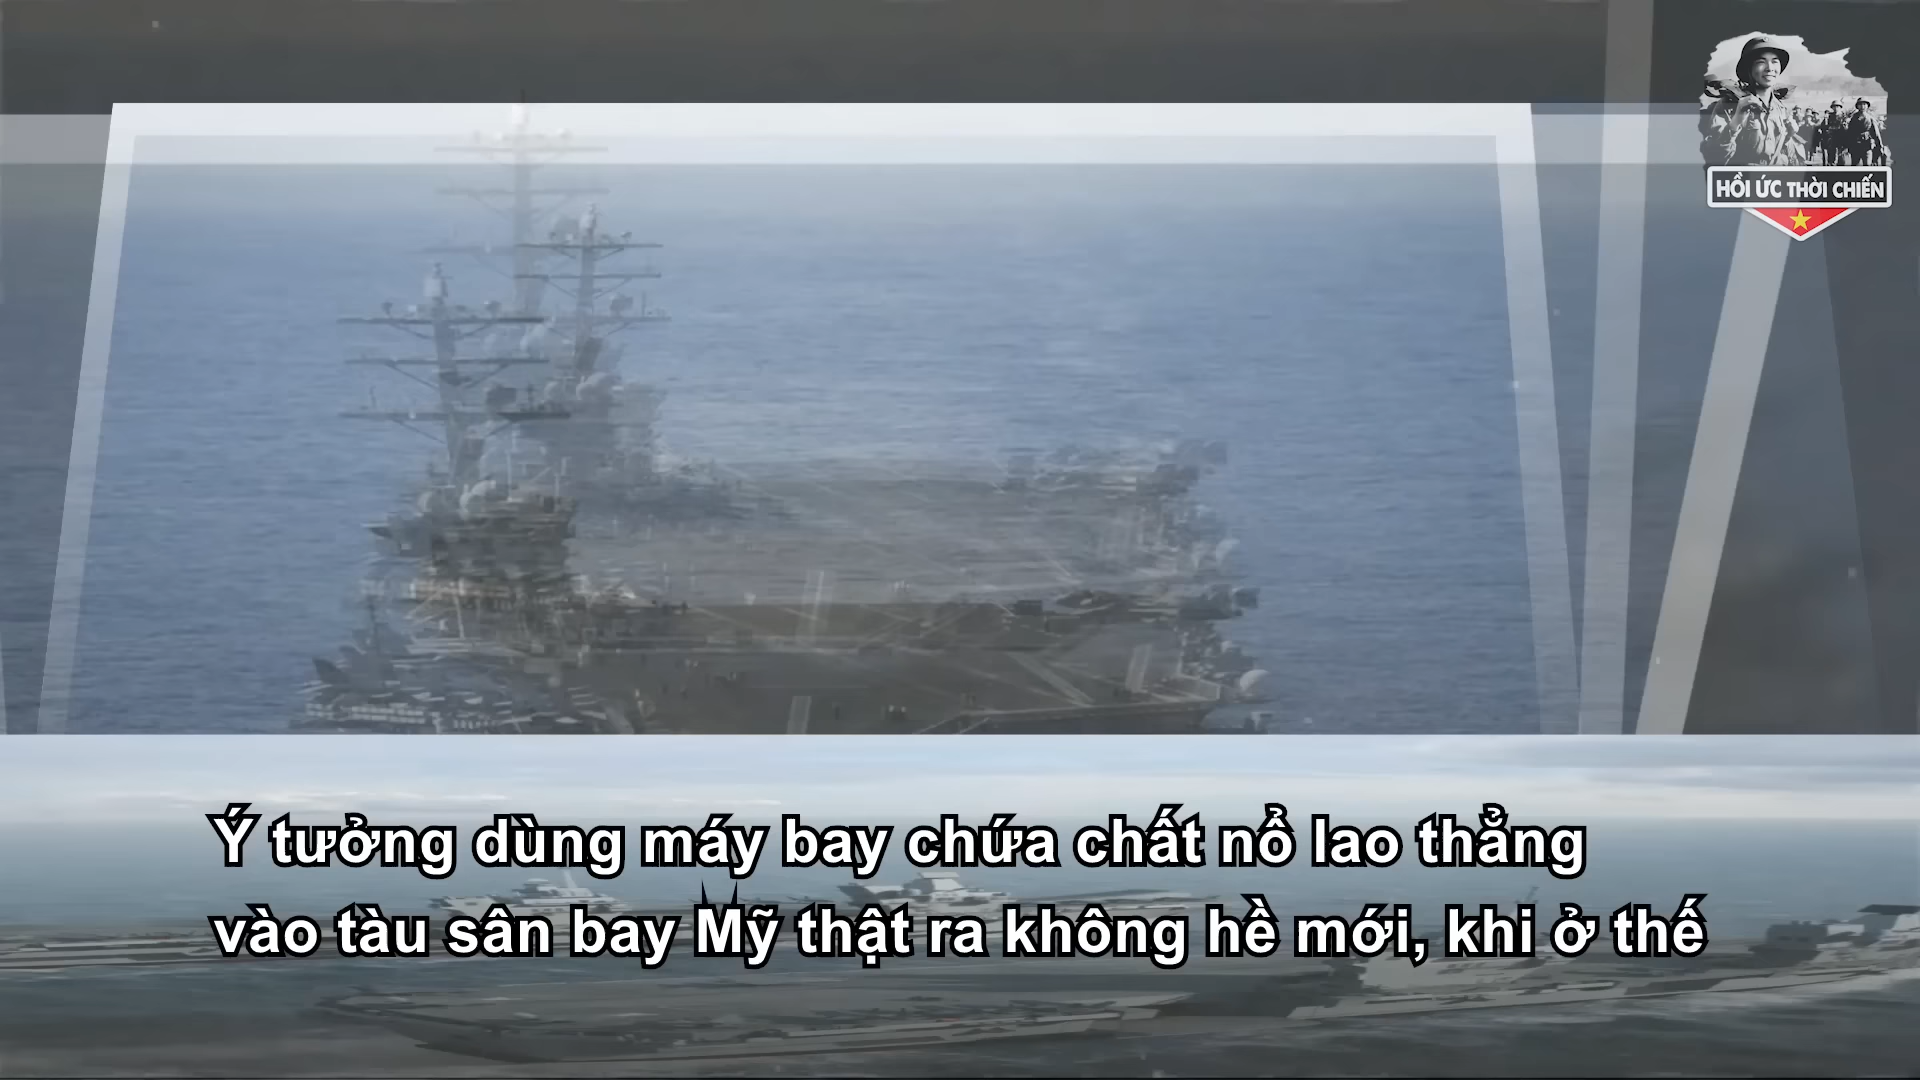 HỒI ỨC THỜI CHIẾN
Ý tưởng dùng máy bay chứa chất nổ lao thẳng
vào tàu sân bay Mỹ thật ra không hề mới, khi ở thế